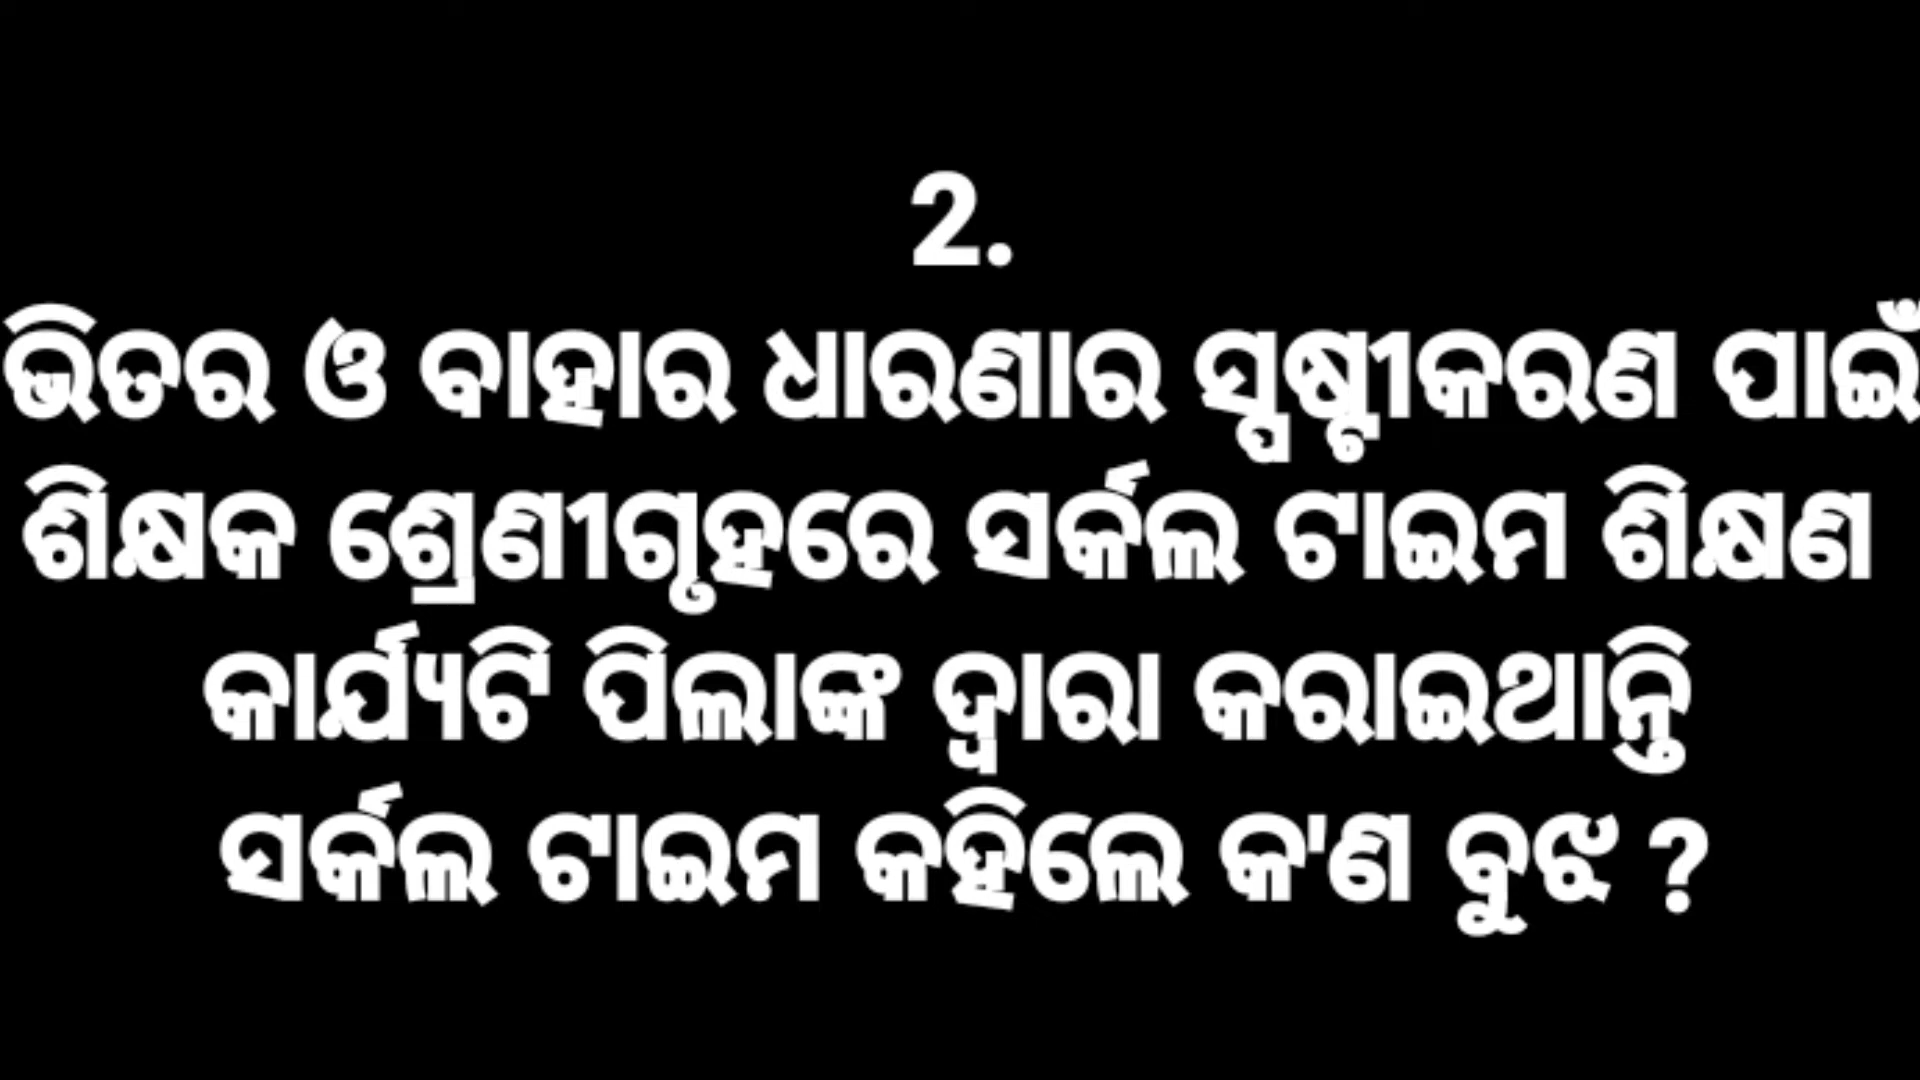 2.
ଭିତର ଓ ବାହାର ଧାରଣାର ସ୍ପଷ୍ଟୀକରଣ ପାଇଁ
ଶିକ୍ଷକ ଶ୍ରେଣୀଗୃହରେ ସର୍କଲ ଟାଇମ ଶିକ୍ଷଣ
କାର୍ଯ୍ୟଟି ପିଲାଙ୍କ ଦ୍ୱାରା କରାଇଥାନ୍ତି
ସର୍କଲ ଟାଇମ କହିଲେ କ'ଣ ବୁଝ ?